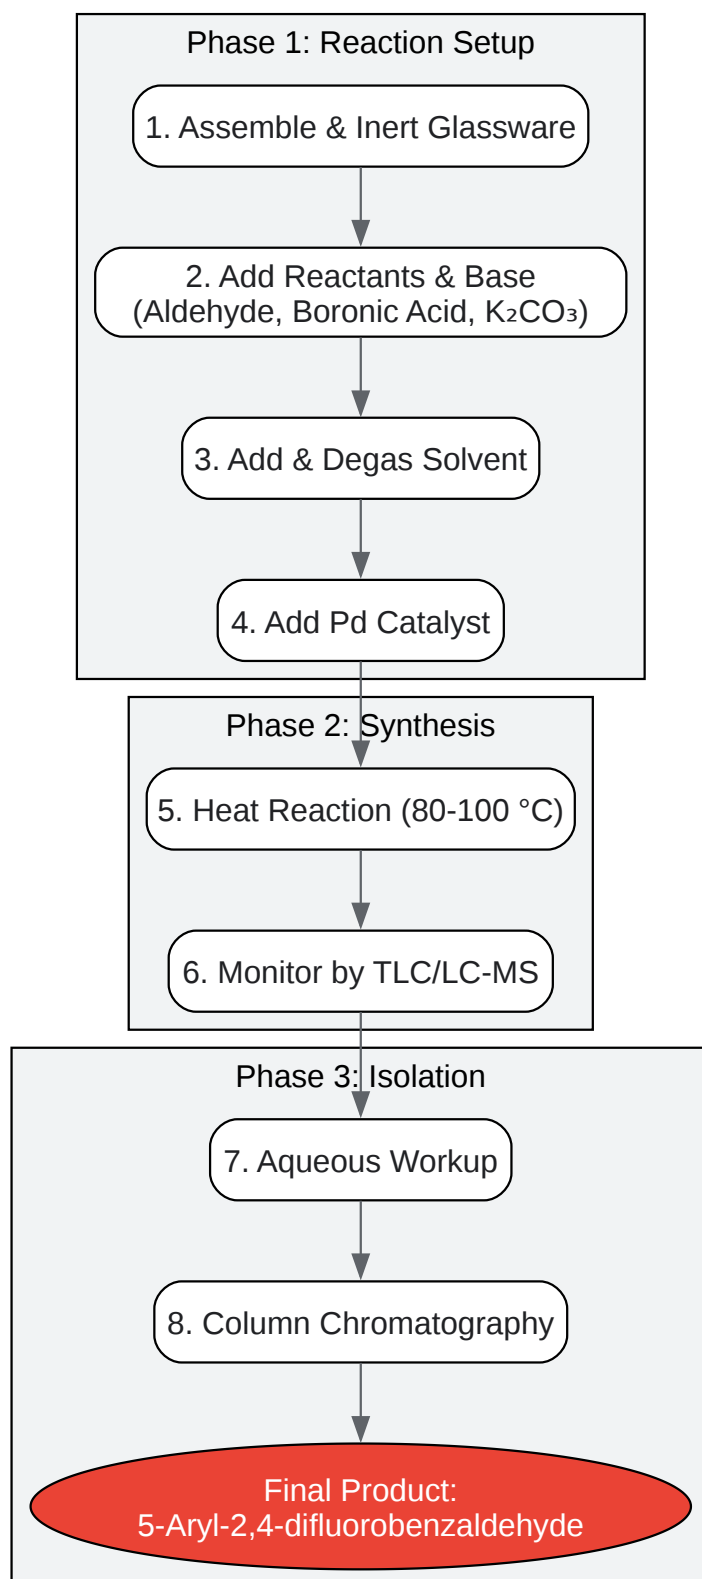 Phase 1: Reaction Setup
1. Assemble & Inert Glassware
2. Add Reactants & Base
(Aldehyde, Boronic Acid, K₂CO₃)
3. Add & Degas Solvent
4. Add Pd Catalyst
Phase 2: Synthesis
5. Heat Reaction (80-100 °C)
6. Monitor by TLC/LC-MS
Phase 3: Isolation
7. Aqueous Workup
8. Column Chromatography
Final Product:
5-Aryl-2,4-difluorobenzaldehyde